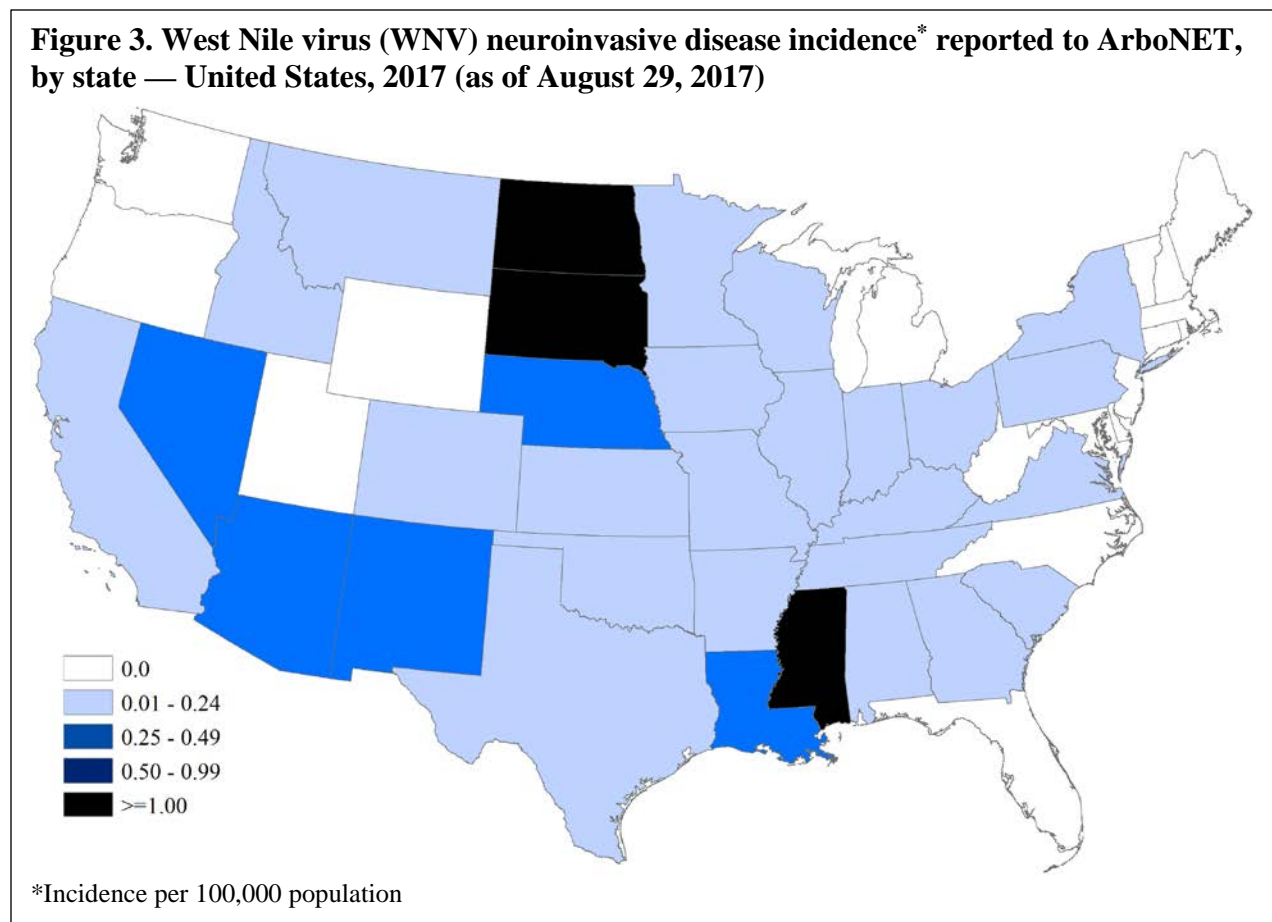 Figure 3. West Nile virus (WNV) neuroinvasive disease incidence* reported to ArboNET,
by state — United States, 2017 (as of August 29, 2017)
0.0
0.01 - 0.24
0.25 - 0.49
0.50 - 0.99
>=1.00
*Incidence per 100,000 population